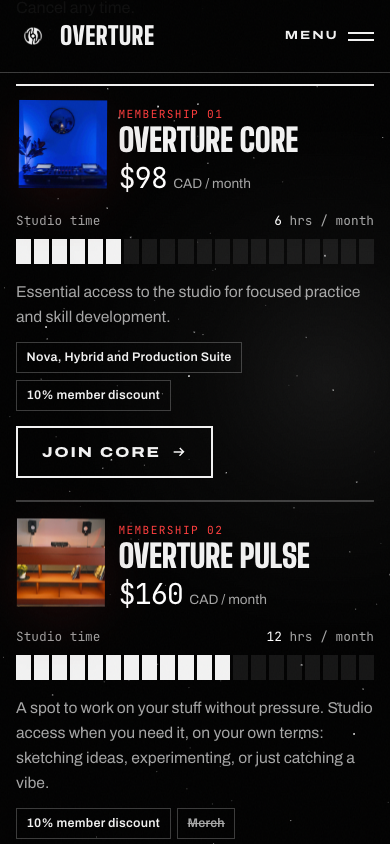 Cancel any time.
OVERTURE
MENU
MEMBERSHIP 01
OVERTURE CORE
$98 CAD / month
Studio time 6 hrs / month
Essential access to the studio for focused practice
and skill development.
Nova, Hybrid and Production Suite
10% member discount
JOIN CORE →
MEMBERSHIP 02
OVERTURE PULSE
$160 CAD / month
Studio time 12 hrs / month
A spot to work on your stuff without pressure. Studio
access when you need it, on your own terms:
sketching ideas, experimenting, or just catching a
vibe.
10% member discount Merch